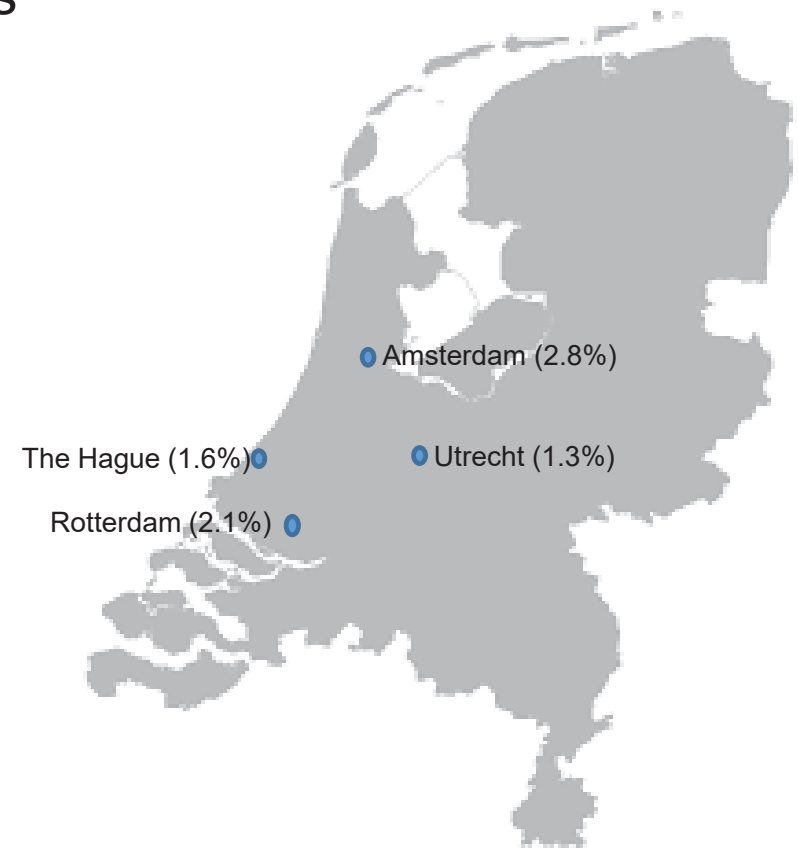 s
Amsterdam (2.8%)
The Hague (1.6%)
Utrecht (1.3%)
Rotterdam (2.1%)